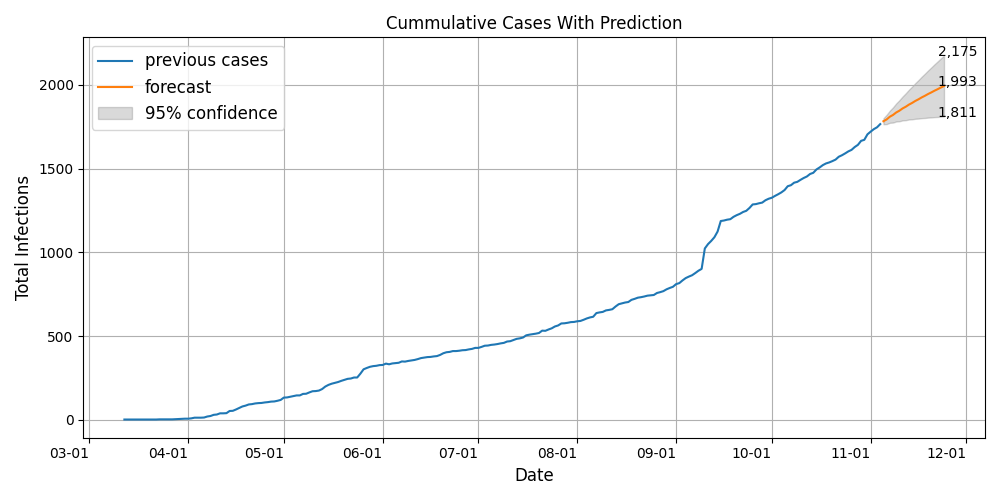 Cummulative Cases With Prediction
previous cases
forecast
95% confidence
2,175
1,993
1,811
Total Infections
2000
1500
1000
500
0
03-01 04-01 05-01 06-01 07-01 08-01 09-01 10-01 11-01 12-01
Date